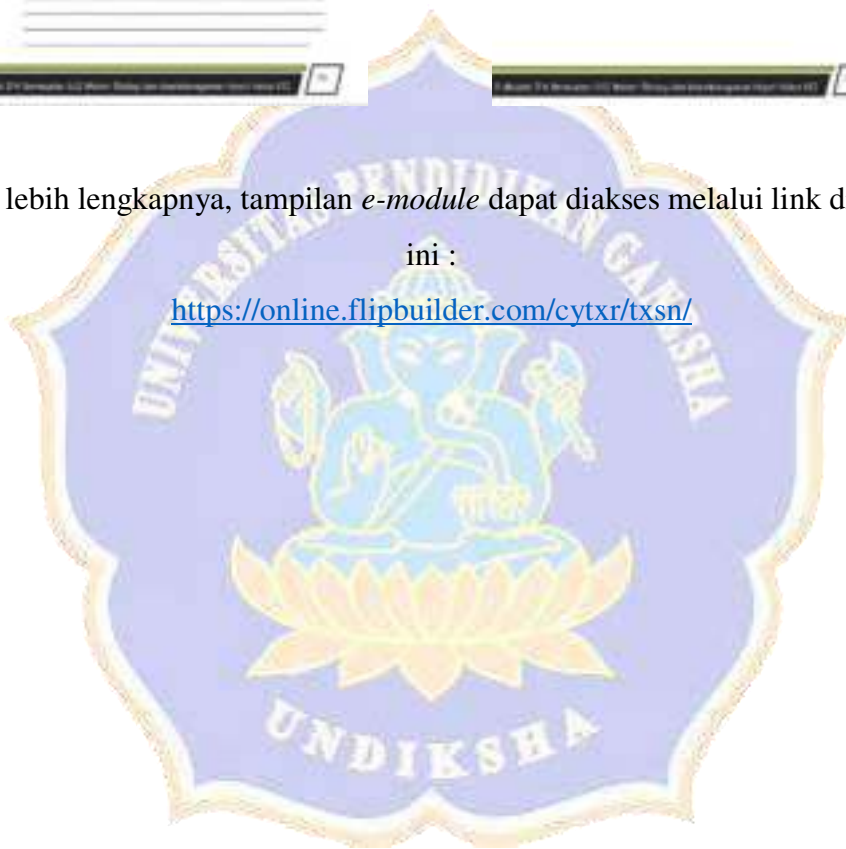 lebih lengkapnya, tampilan e-module dapat diakses melalui link d
ini :
https://online.flipbuilder.com/cytxr/txsn/
UNIVERSITAS PENDIDIKAN GANESHA
UNDIKSHA